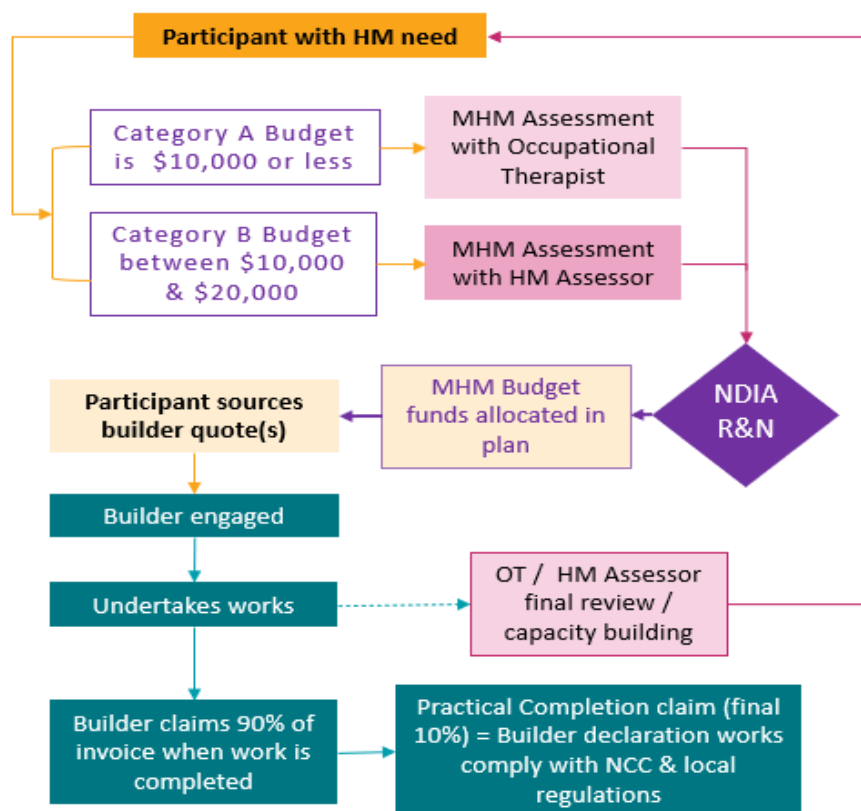 Participant with HM need
Category A Budget
is $10,000 or less
MHM Assessment
with Occupational
Therapist
Category B Budget
between $10,000
& $20,000
MHM Assessment
with HM Assessor
NDIA
R&N
MHM Budget
funds allocated in
plan
Participant sources
builder quote(s)
Builder engaged
Undertakes works
OT / HM Assessor
final review /
capacity building
Builder claims 90% of
invoice when work is
completed
Practical Completion claim (final
10%) = Builder declaration works
comply with NCC & local
regulations